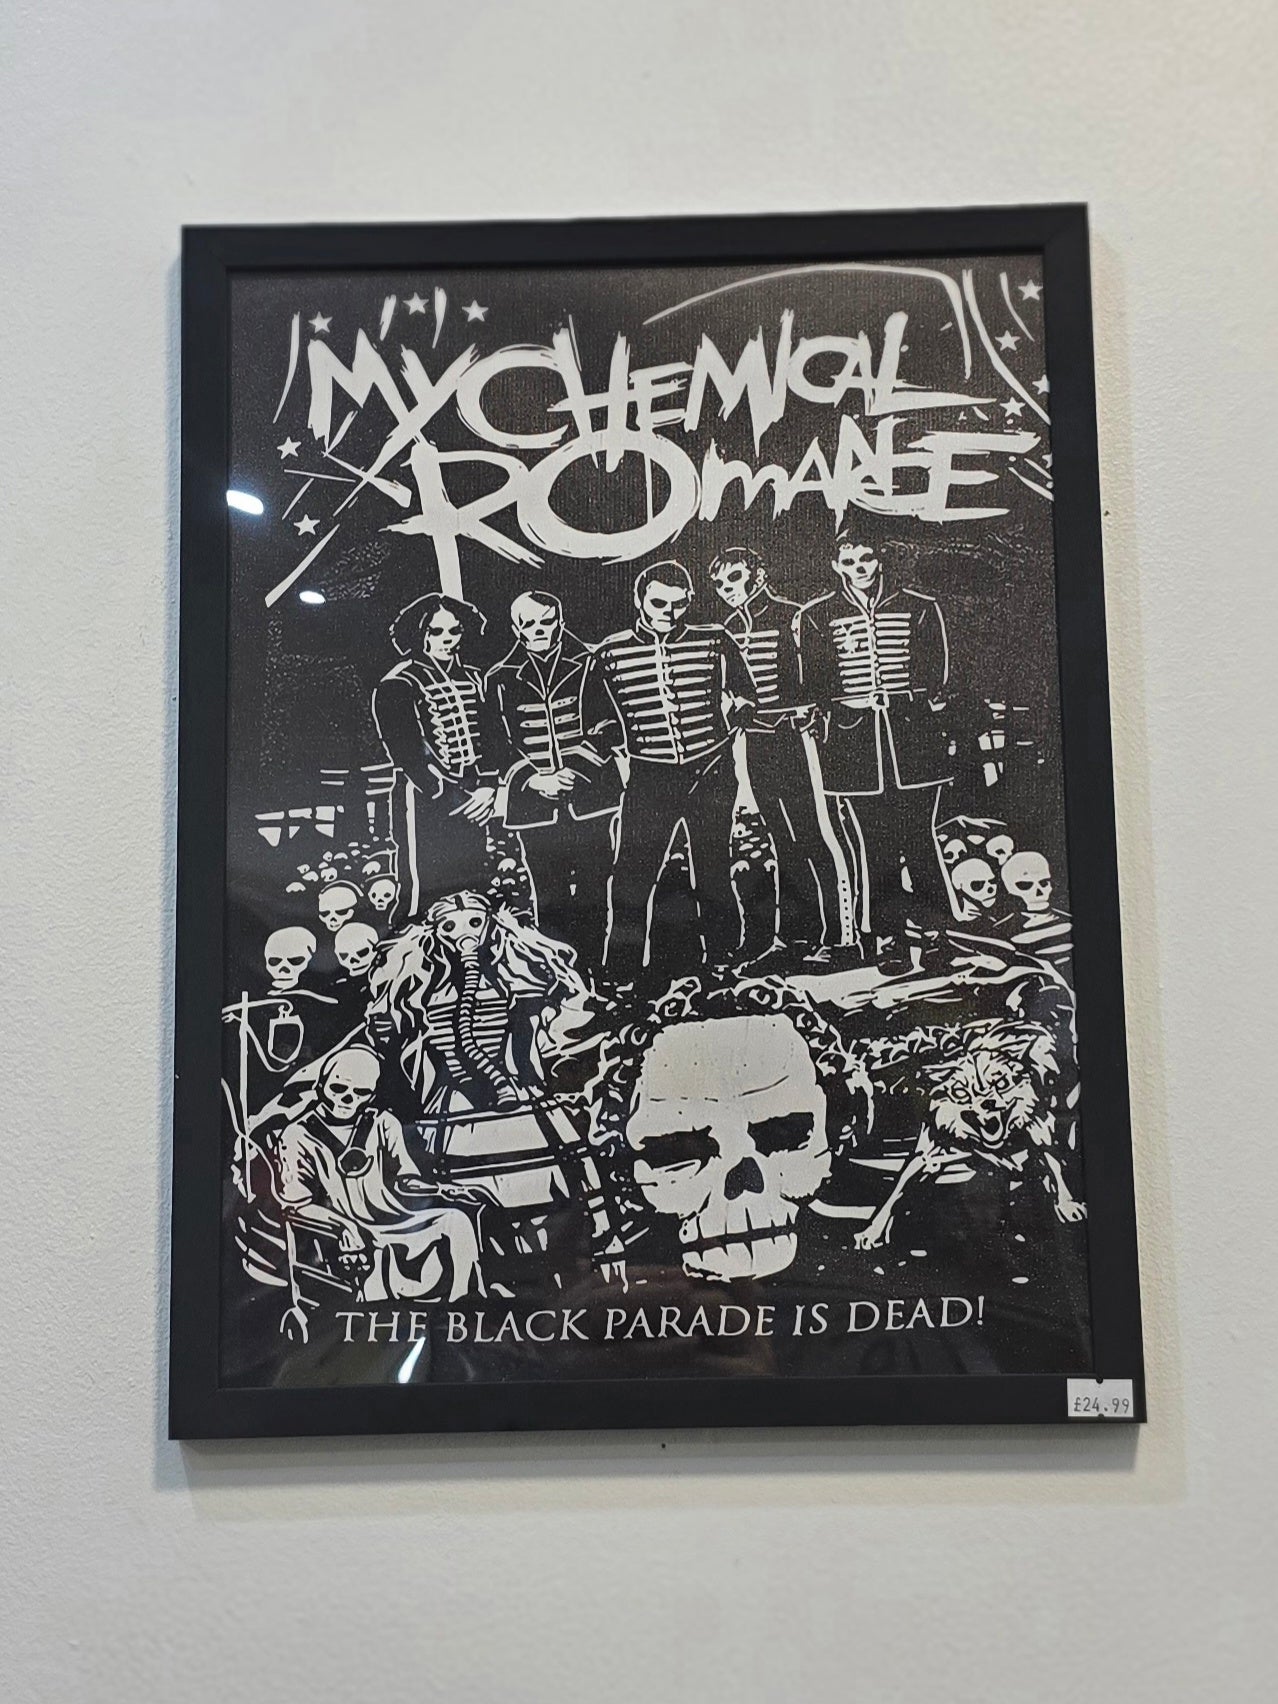 MY CHEMICAL
ROMANCE
THE BLACK PARADE IS DEAD!
£24.99